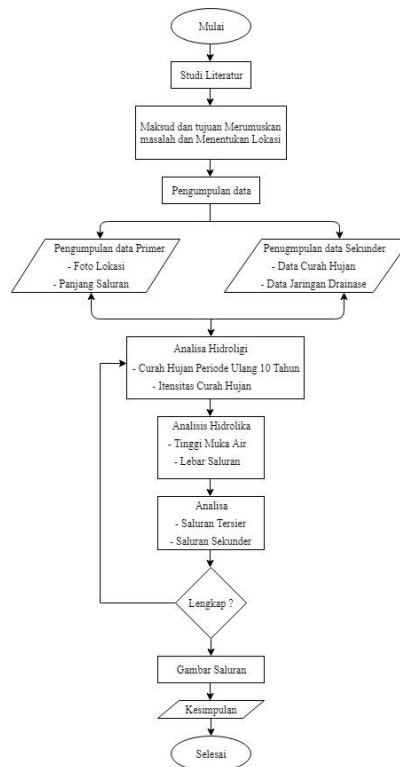 Mulai
Studi Literatur
Maksud dan tujuan Merumuskan
masalah dan Menentukan Lokasi
Pengumpulan data
Pengumpulan data Primer
- Foto Lokasi
- Panjang Saluran
Penugmpulan data Sekunder
- Data Curah Hujan
- Data Jaringan Drainase
Analisa Hidroligi
- Curah Hujan Periode Ulang 10 Tahun
- Itensitas Curah Hujan
Analisis Hidrolika
- Tinggi Muka Air
- Lebar Saluran
Analisa
- Saluran Tersier
- Saluran Sekunder
Lengkap ?
Gambar Saluran
Kesimpulan
Selesai